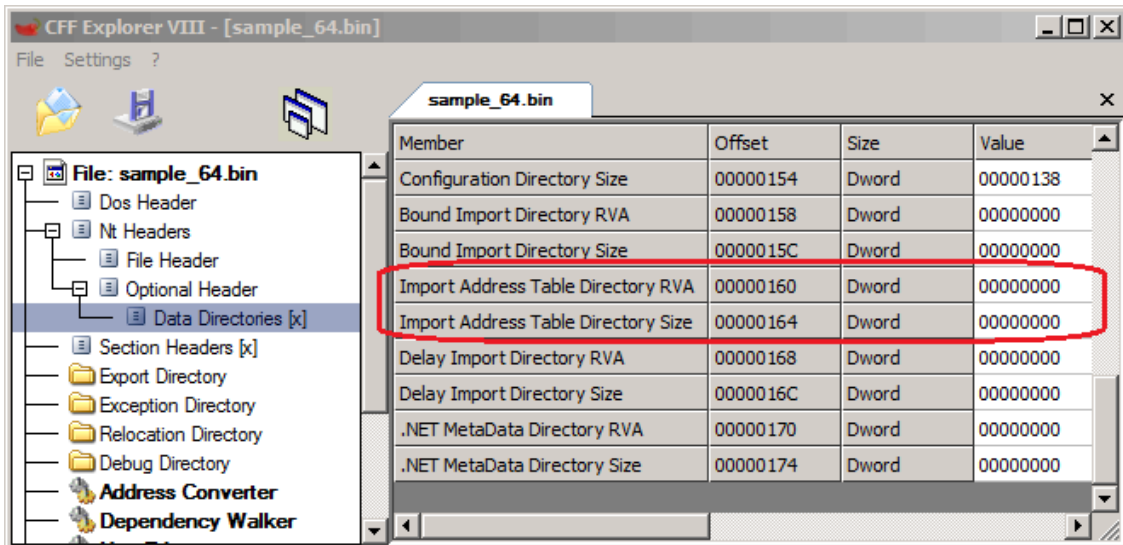 CFF Explorer VIII - [sample_64.bin]
File Settings ?
sample_64.bin
File: sample_64.bin
Dos Header
Nt Headers
File Header
Optional Header
Data Directories [x]
Section Headers [x]
Export Directory
Exception Directory
Relocation Directory
Debug Directory
Address Converter
Dependency Walker
Member Offset Size Value
Configuration Directory Size 00000154 Dword 00000138
Bound Import Directory RVA 00000158 Dword 00000000
Bound Import Directory Size 0000015C Dword 00000000
Import Address Table Directory RVA 00000160 Dword 00000000
Import Address Table Directory Size 00000164 Dword 00000000
Delay Import Directory RVA 00000168 Dword 00000000
Delay Import Directory Size 0000016C Dword 00000000
.NET MetaData Directory RVA 00000170 Dword 00000000
.NET MetaData Directory Size 00000174 Dword 00000000